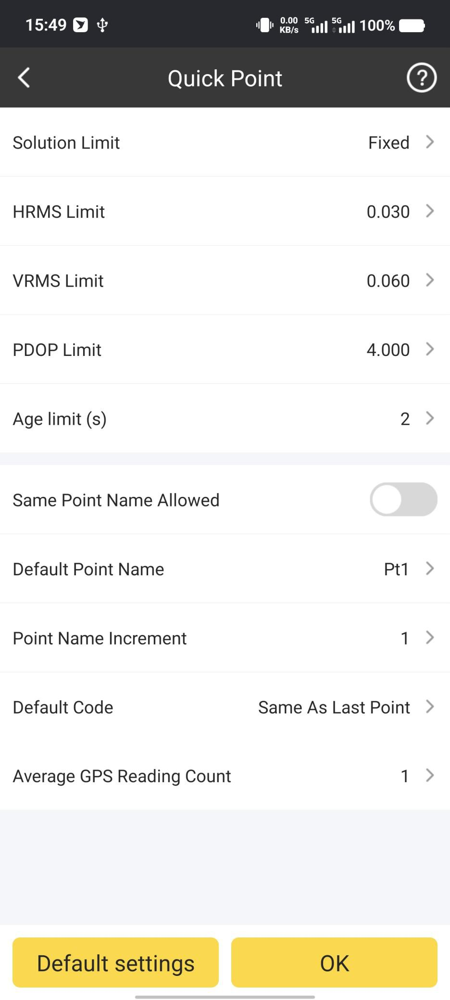 15:49 0.00 KB/s 5G 5G 100%
Quick Point
Solution Limit Fixed
HRMS Limit 0.030
VRMS Limit 0.060
PDOP Limit 4.000
Age limit (s) 2
Same Point Name Allowed
Default Point Name Pt1
Point Name Increment 1
Default Code Same As Last Point
Average GPS Reading Count 1
Default settings OK